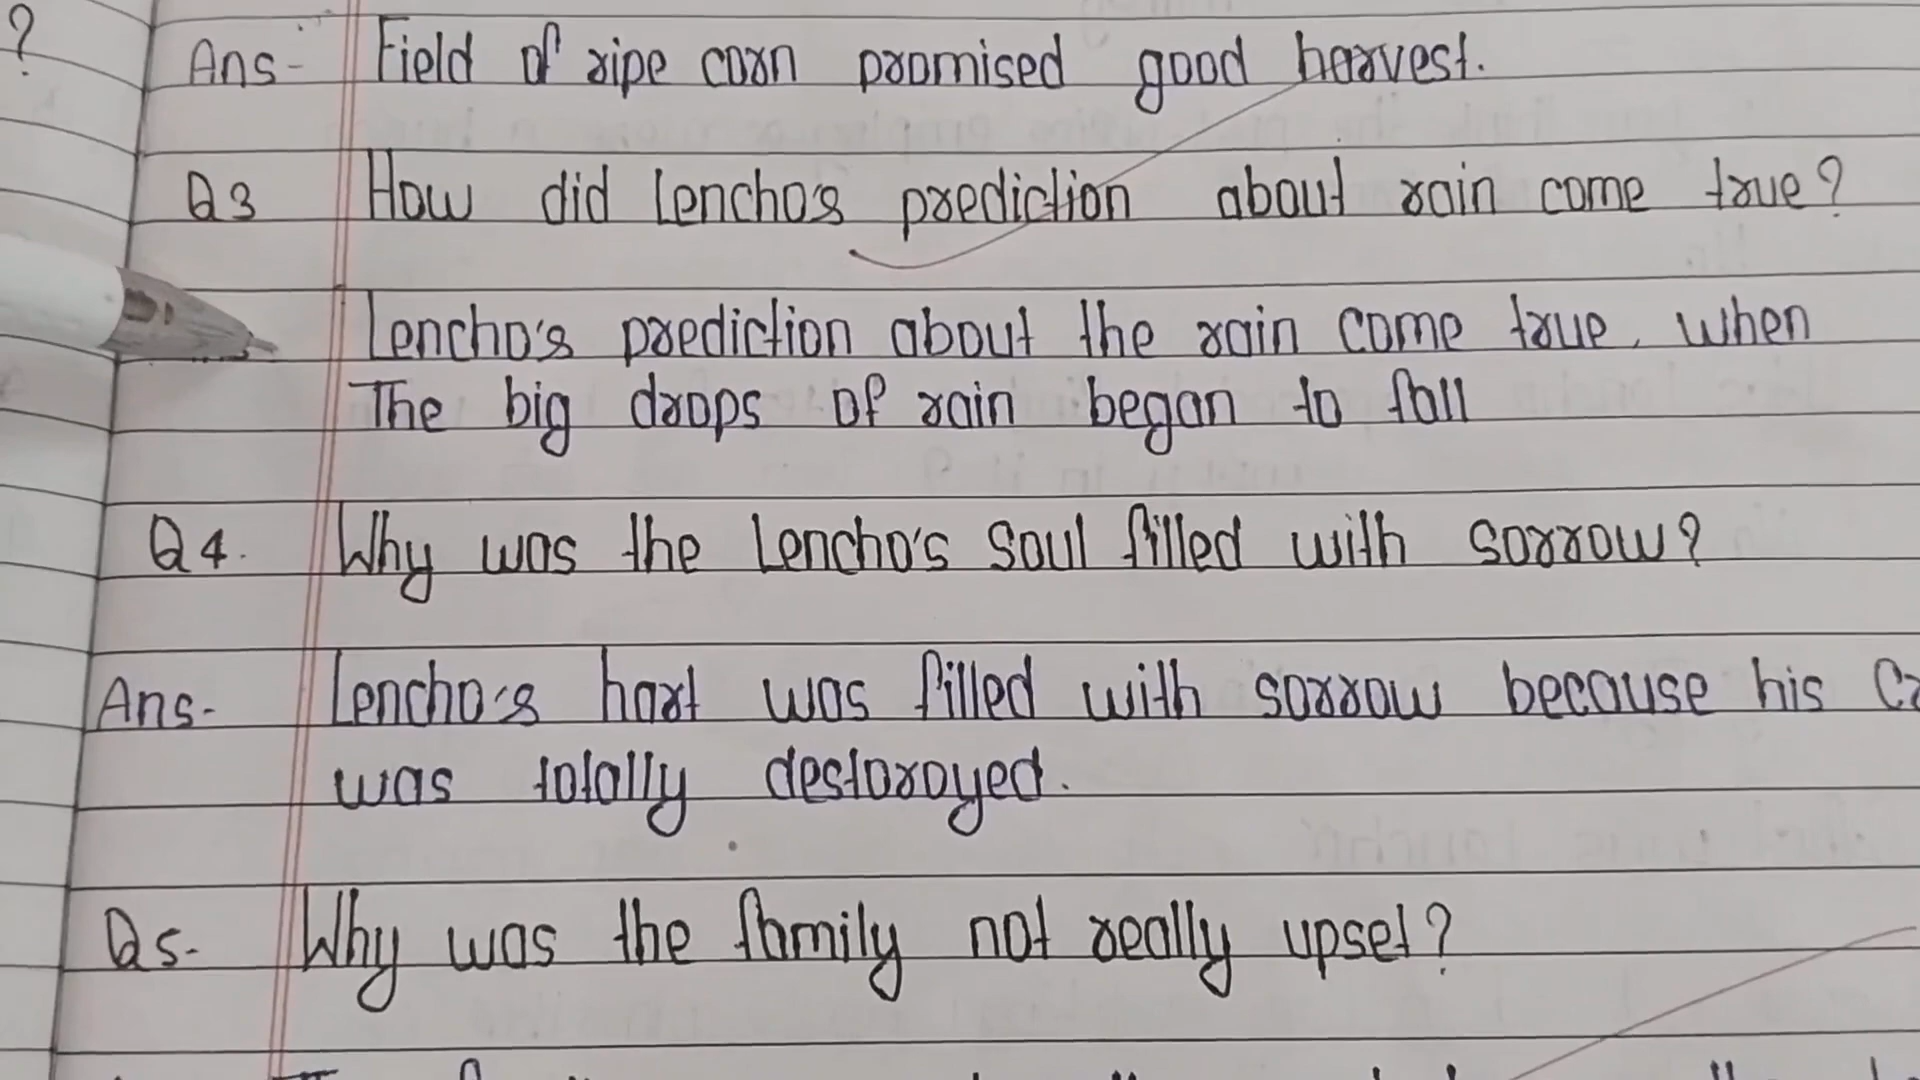 ?
Ans- Field of ripe corn promised good harvest.
Q3 How did Lencho's prediction about rain come true?
Lencho's prediction about the rain come true, when
The big drops of rain began to fall
Q4. Why was the Lencho's soul filled with sorrow?
Ans- Lencho's hart was filled with sorrow because his
was totally destoroyed.
Q5- Why was the family not really upset?